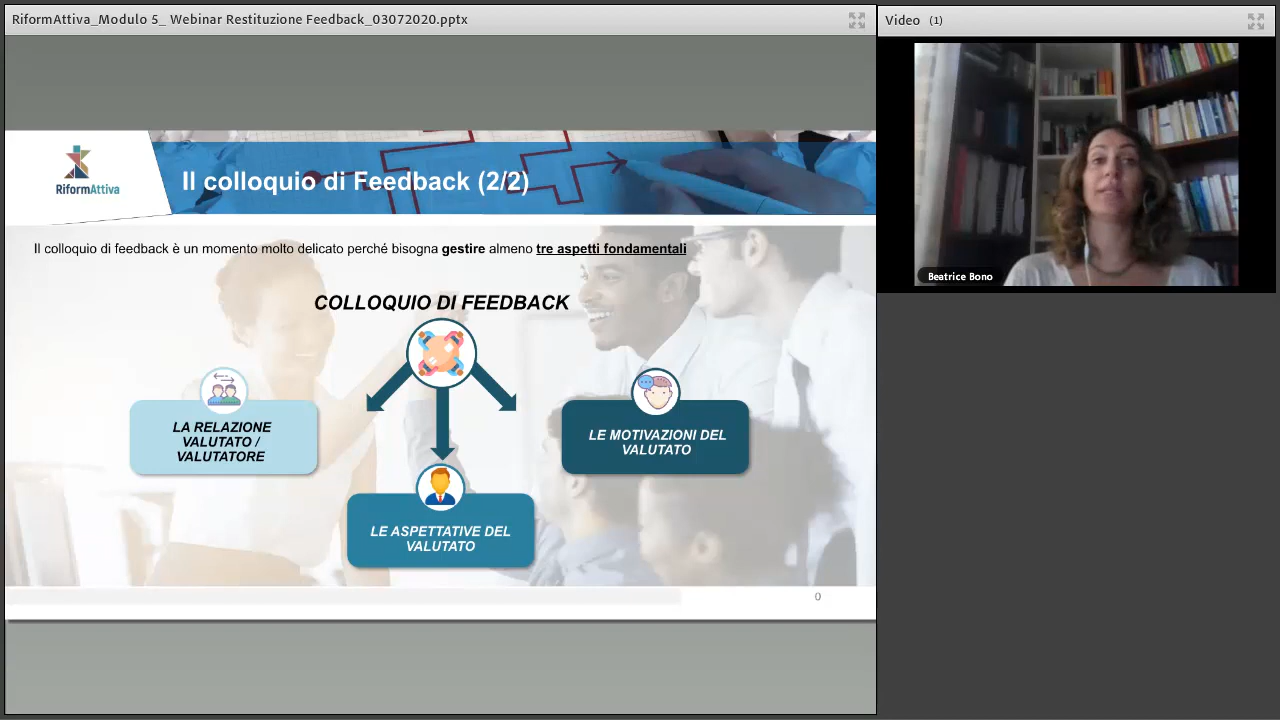 RiformAttiva_Modulo 5_ Webinar Restituzione Feedback_03072020.pptx
Video (1)
RiformAttiva
Il colloquio di Feedback (2/2)
Il colloquio di feedback è un momento molto delicato perché bisogna gestire almeno tre aspetti fondamentali
COLLOQUIO DI FEEDBACK
LA RELAZIONE
VALUTATO /
VALUTATORE
LE MOTIVAZIONI DEL
VALUTATO
LE ASPETTATIVE DEL
VALUTATO
0
Beatrice Bono